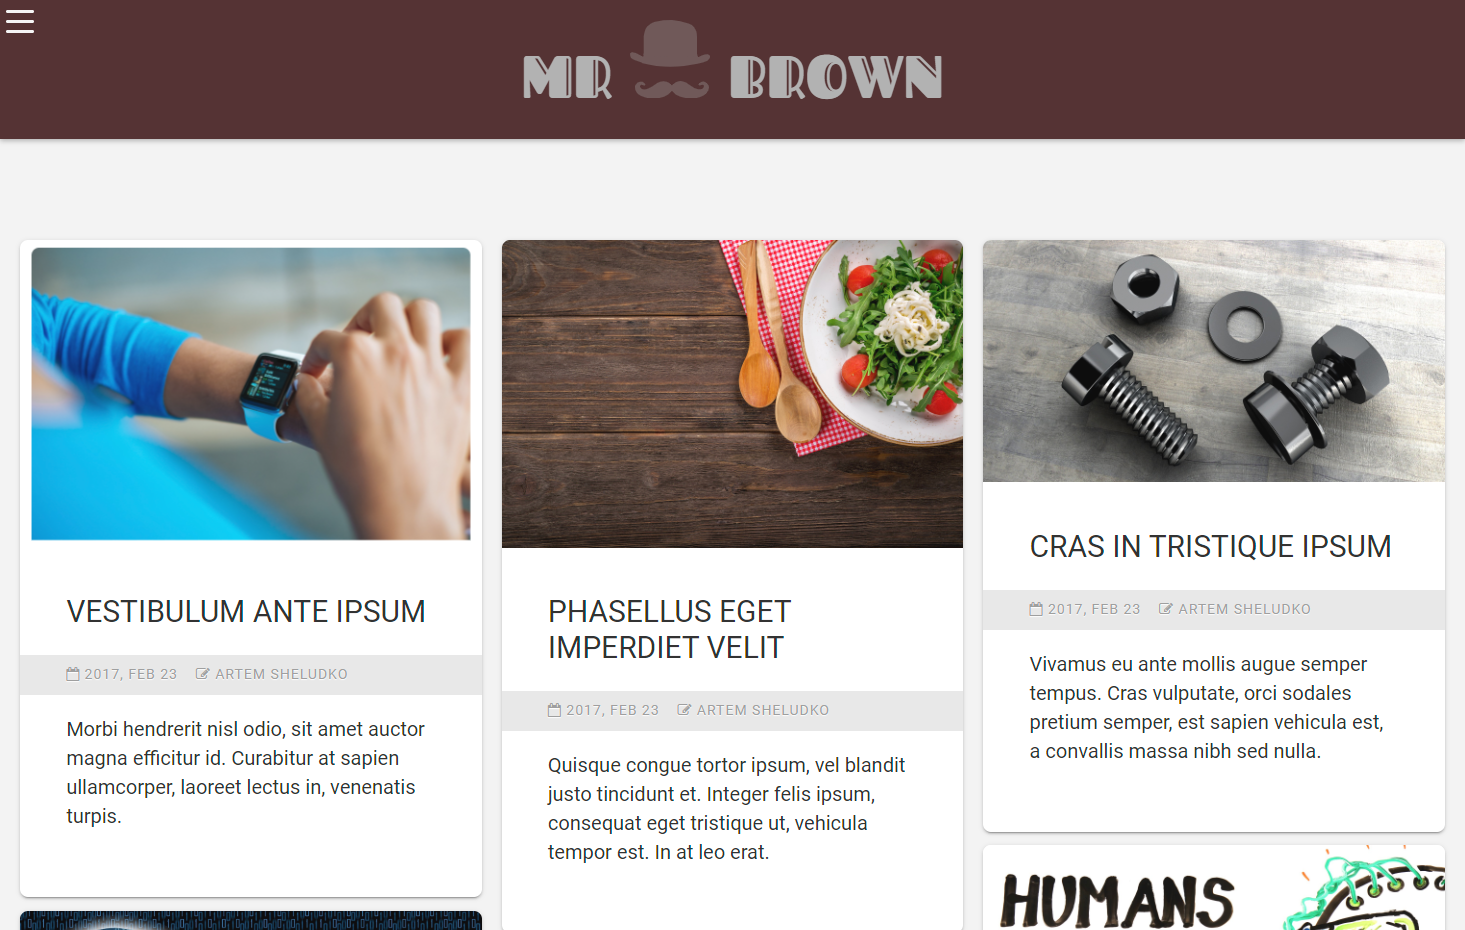 MR BROWN
VESTIBULUM ANTE IPSUM
2017, FEB 23 ARTEM SHELUDKO
Morbi hendrerit nisl odio, sit amet auctor
magna efficitur id. Curabitur at sapien
ullamcorper, laoreet lectus in, venenatis
turpis.
PHASELLUS EGET
IMPERDIET VELIT
2017, FEB 23 ARTEM SHELUDKO
Quisque congue tortor ipsum, vel blandit
justo tincidunt et. Integer felis ipsum,
consequat eget tristique ut, vehicula
tempor est. In at leo erat.
CRAS IN TRISTIQUE IPSUM
2017, FEB 23 ARTEM SHELUDKO
Vivamus eu ante mollis augue semper
tempus. Cras vulputate, orci sodales
pretium semper, est sapien vehicula est,
a convallis massa nibh sed nulla.
HUMANS